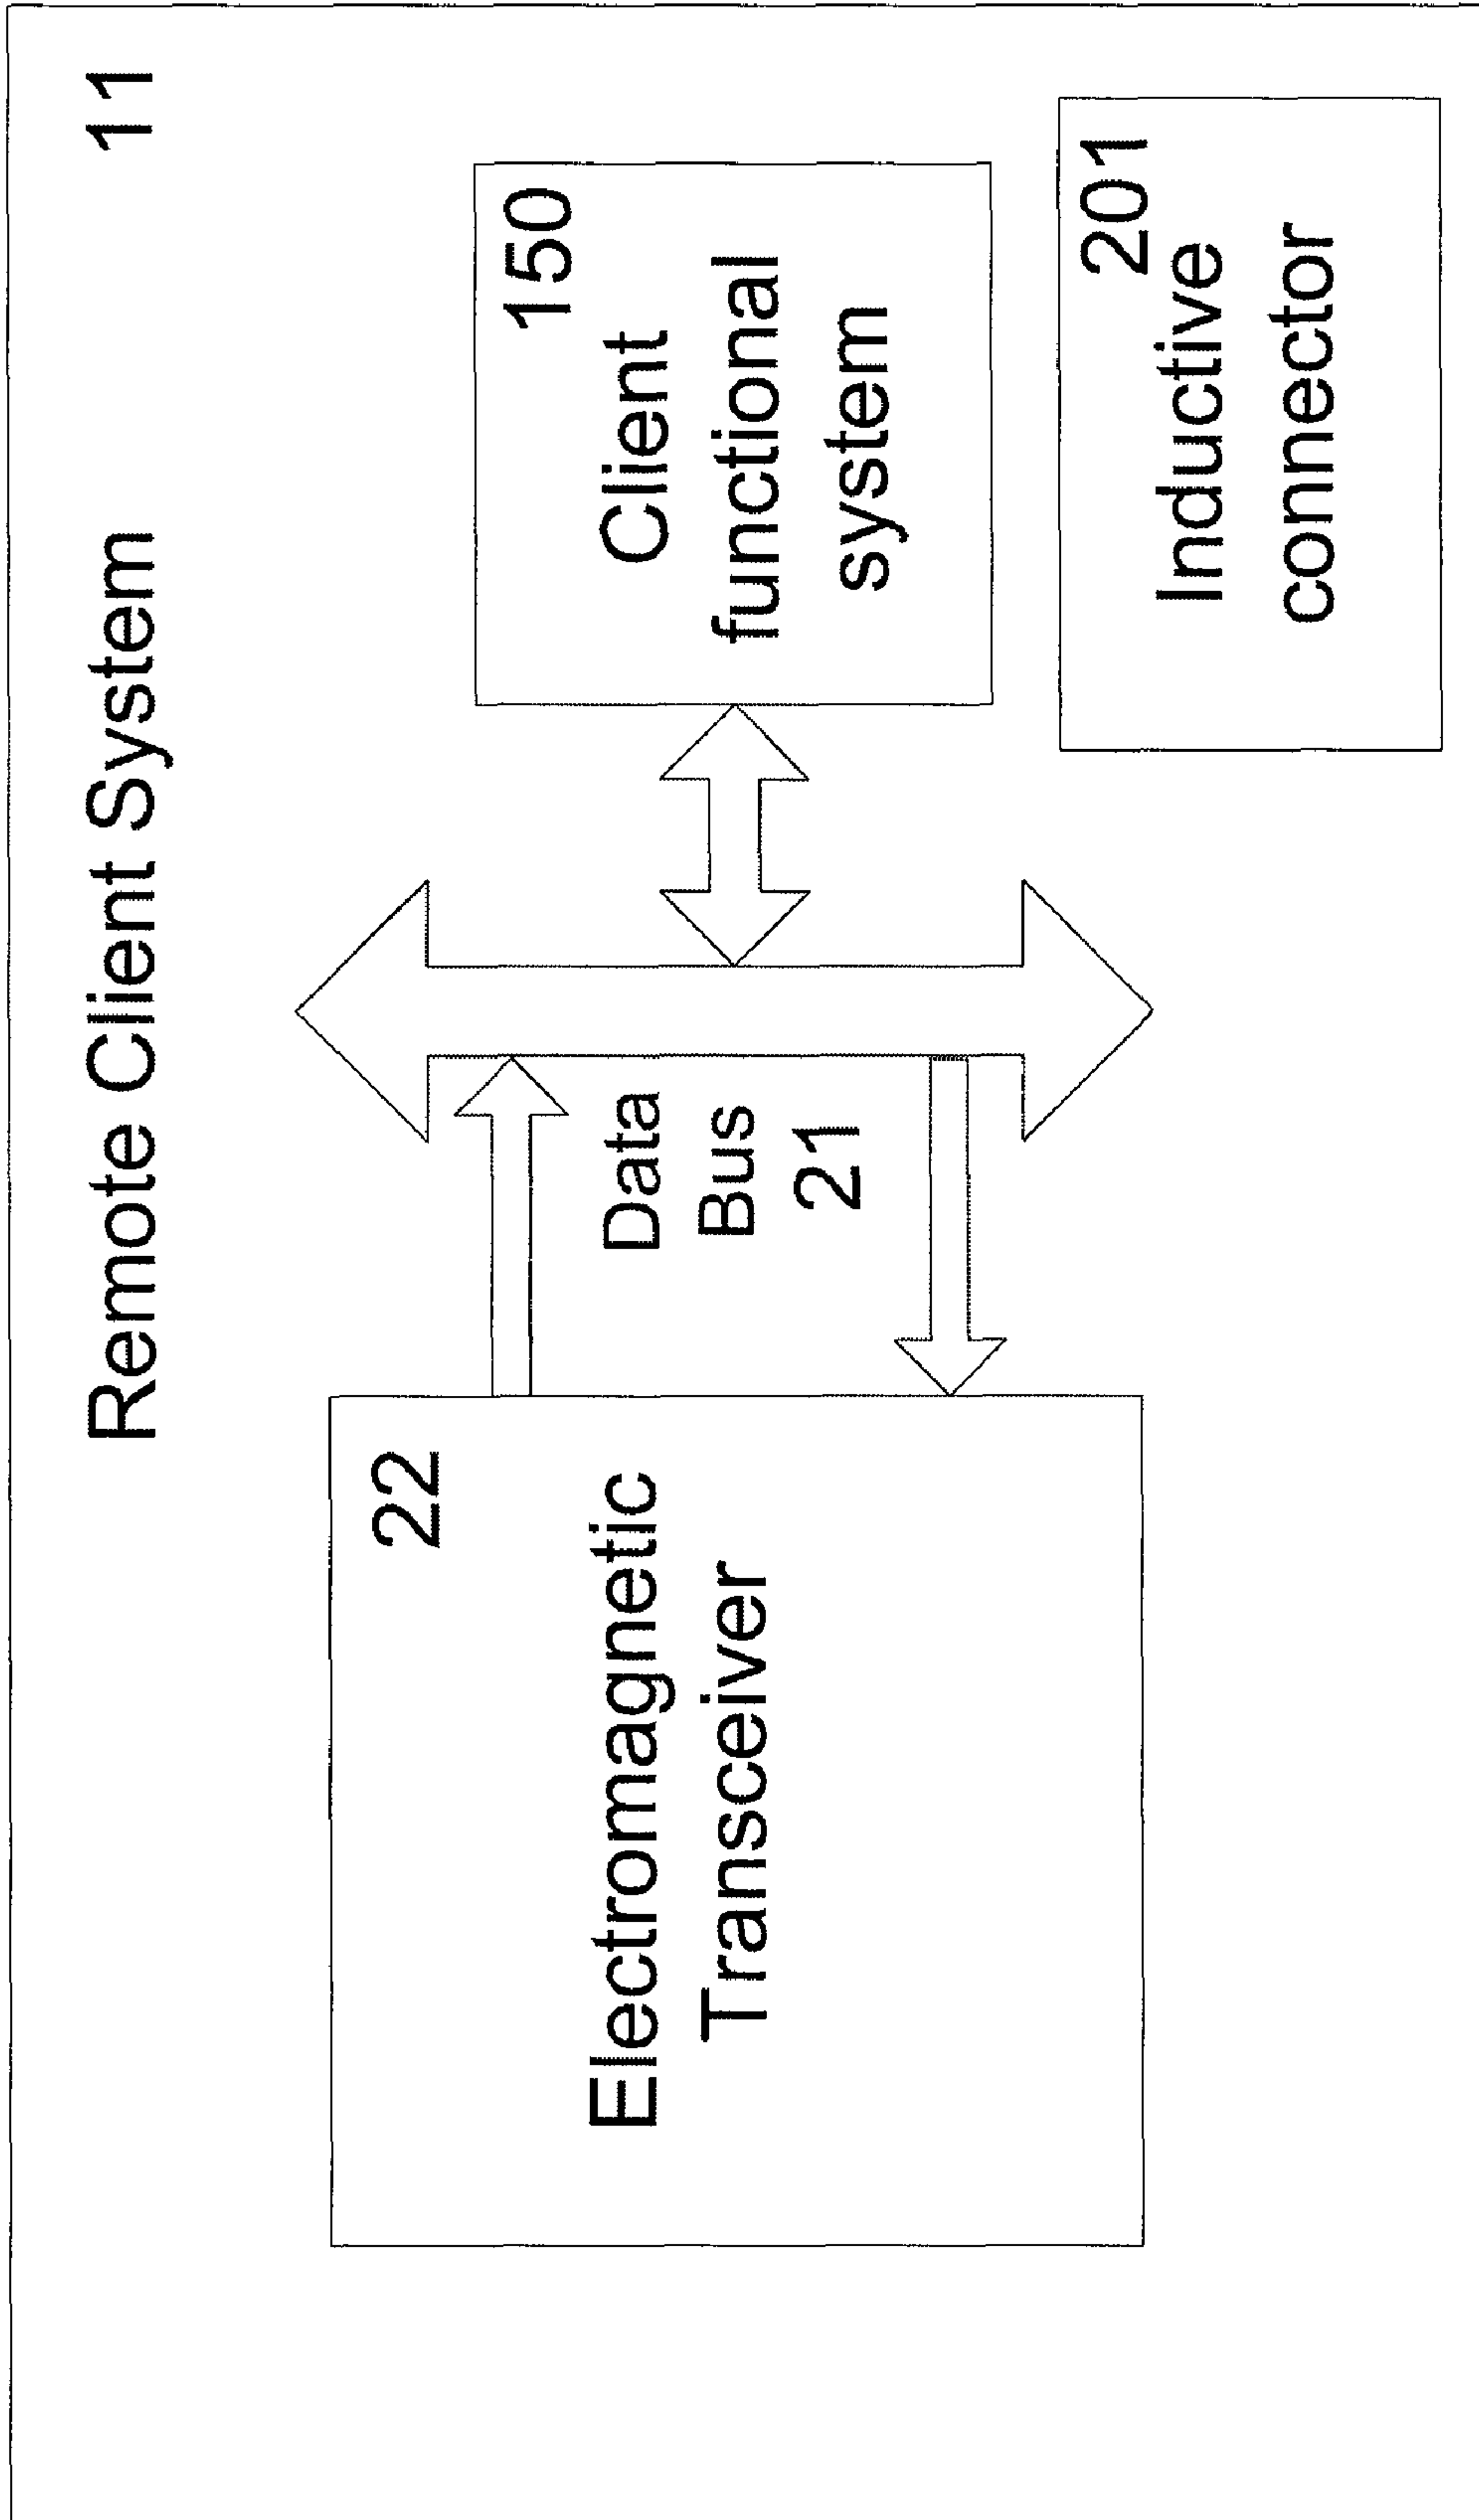 Remote Client System 11
22
Electromagnetic
Transceiver
Data
Bus
21
150
Client
functional
system
201
Inductive
connector